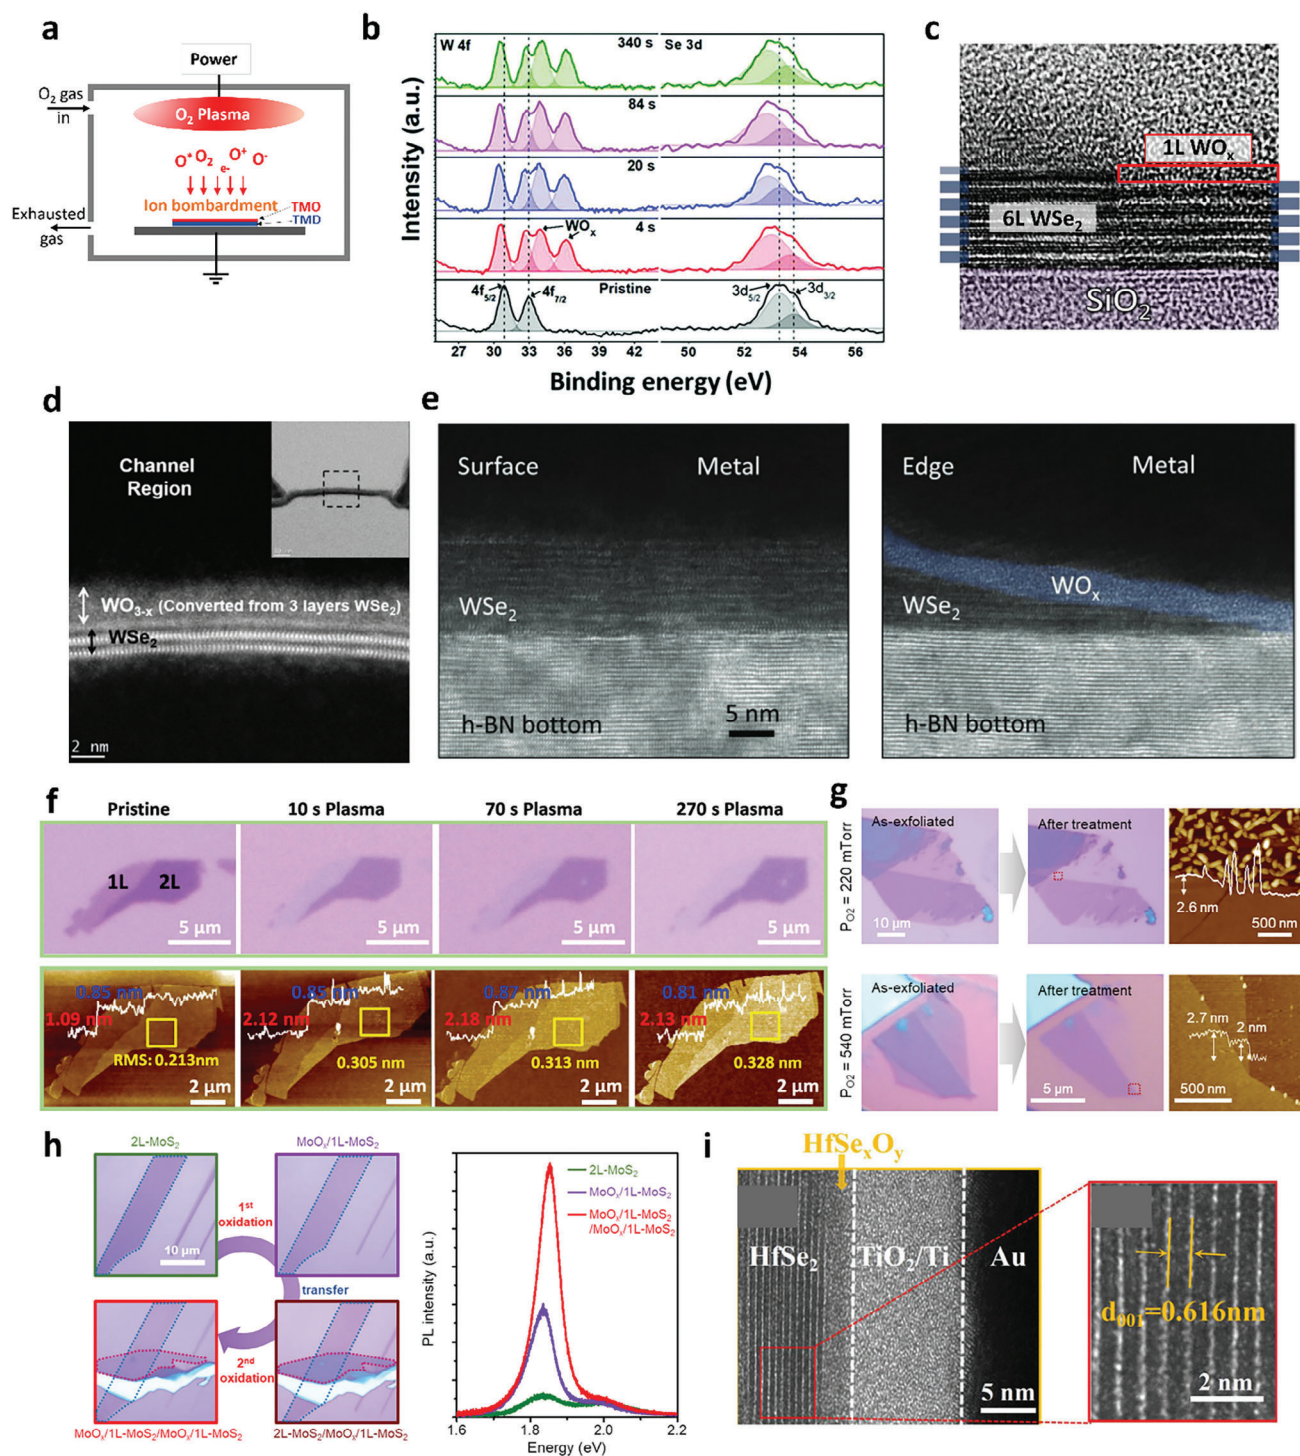 a
Power
O₂ gas
in
O₂ Plasma
O* O₂ e⁻ O⁺ O⁻
Ion bombardment
TMO
TMD
Exhausted
gas
b
W 4f
340 s
Se 3d
84 s
20 s
4 s
WOₓ
Pristine
4f₅/₂
4f₇/₂
3d₅/₂
3d₃/₂
Intensity (a.u.)
27 30 33 36 39 42 50 52 54 56
Binding energy (eV)
c
1L WOₓ
6L WSe₂
SiO₂
d
Channel
Region
WO₃₋ₓ (Converted from 3 layers WSe₂)
WSe₂
2 nm
e
Surface
Metal
WSe₂
h-BN bottom
5 nm
Edge
Metal
WOₓ
WSe₂
h-BN bottom
f
Pristine
10 s Plasma
70 s Plasma
270 s Plasma
1L
2L
5 µm
5 µm
5 µm
5 µm
0.85 nm
1.09 nm
RMS: 0.213nm
2 µm
0.85 nm
2.12 nm
0.305 nm
2 µm
0.87 nm
2.18 nm
0.313 nm
2 µm
0.81 nm
2.13 nm
0.328 nm
2 µm
g
P_O₂ = 220 mTorr
As-exfoliated
10 µm
After treatment
2.6 nm
500 nm
P_O₂ = 540 mTorr
As-exfoliated
After treatment
5 µm
2.7 nm
2 nm
500 nm
h
2L-MoS₂
MoOₓ/1L-MoS₂
10 µm
1st
oxidation
transfer
2nd
oxidation
MoOₓ/1L-MoS₂/MoOₓ/1L-MoS₂
2L-MoS₂/MoOₓ/1L-MoS₂
PL intensity (a.u.)
2L-MoS₂
MoOₓ/1L-MoS₂
MoOₓ/1L-MoS₂
/MoOₓ/1L-MoS₂
1.6 1.8 2.0 2.2
Energy (eV)
i
HfSeₓOᵧ
HfSe₂
TiO₂/Ti
Au
5 nm
d₀₀₁=0.616nm
2 nm